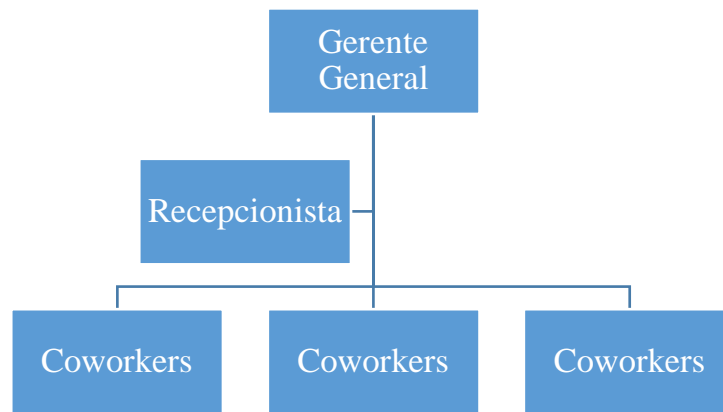 Gerente
General
Recepcionista
Coworkers
Coworkers
Coworkers